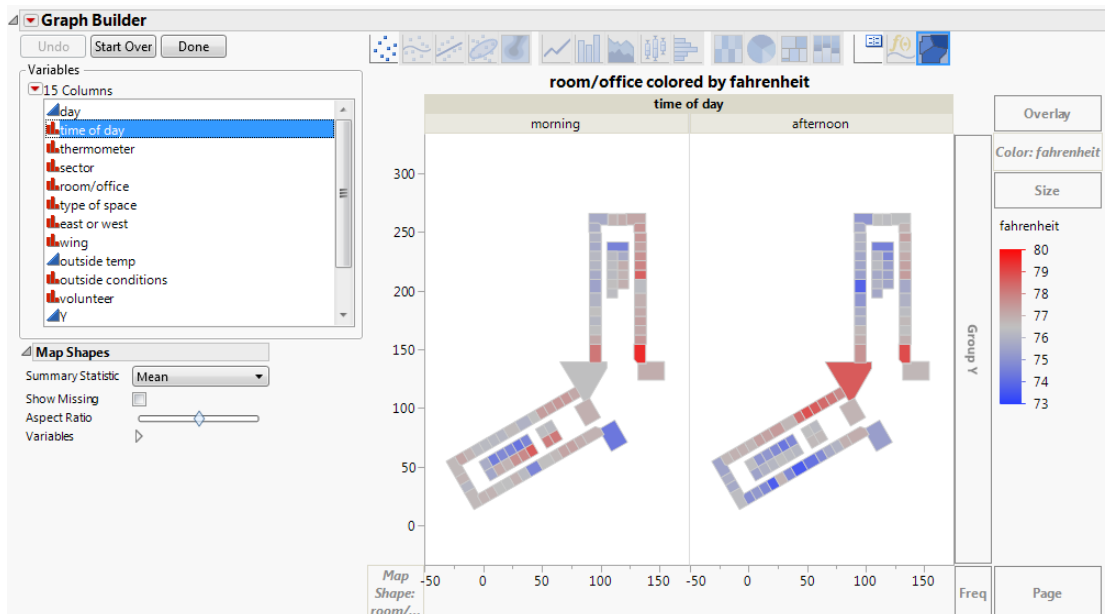 Graph Builder
Undo Start Over Done
Variables
15 Columns
day
time of day
thermometer
sector
room/office
type of space
east or west
wing
outside temp
outside conditions
volunteer
Y
Map Shapes
Summary Statistic Mean
Show Missing
Aspect Ratio
Variables
room/office colored by fahrenheit
time of day
morning afternoon
300
250
200
150
100
50
0
-50 0 50 100 150 -50 0 50 100 150
Map
Shape:
room/...
Group Y
Freq
Page
Overlay
Color: fahrenheit
Size
fahrenheit
80
79
78
77
76
75
74
73